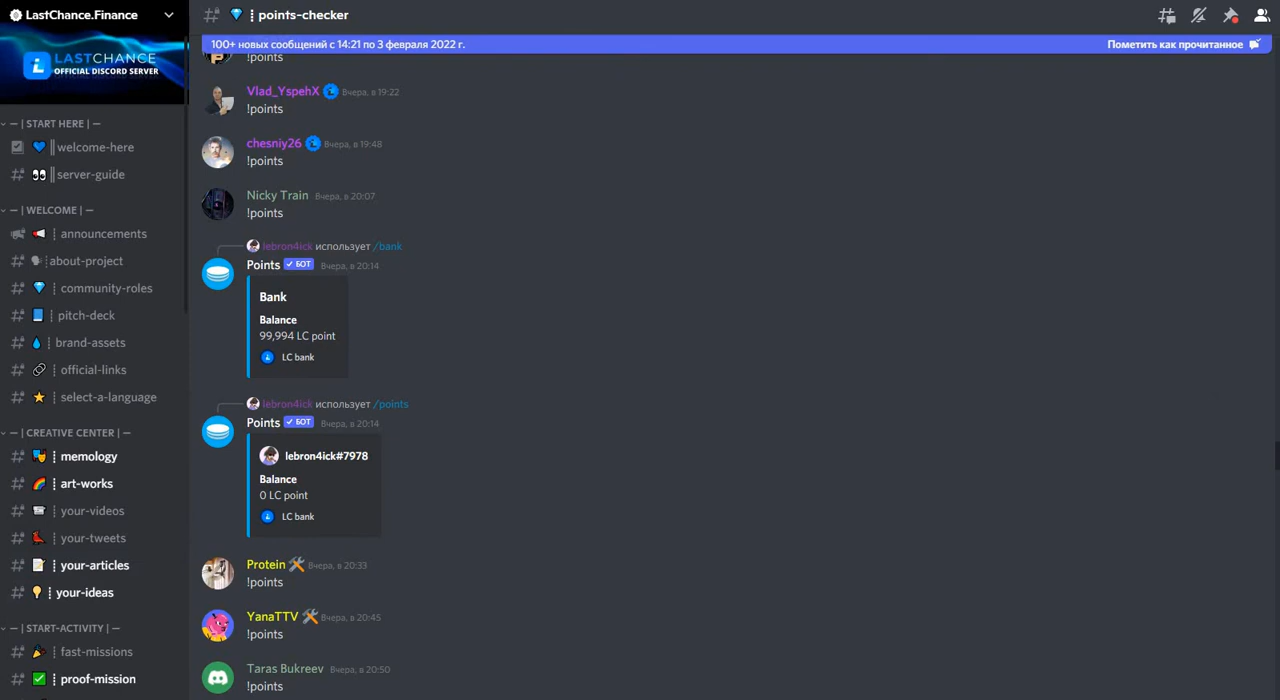 LastChance.Finance
LASTCHANCE
OFFICIAL DISCORD SERVER
— | START HERE | —
welcome-here
server-guide
— | WELCOME | —
announcements
about-project
community-roles
pitch-deck
brand-assets
official-links
select-a-language
— | CREATIVE CENTER | —
memology
art-works
your-videos
your-tweets
your-articles
your-ideas
— | START-ACTIVITY | —
fast-missions
proof-mission
points-checker
100+ новых сообщений с 14:21 по 3 февраля 2022 г.
Пометить как прочитанное
!points
Vlad_YspehX Вчера, в 19:22
!points
chesniy26 Вчера, в 19:48
!points
Nicky Train Вчера, в 20:07
!points
lebron4ick использует /bank
Points ✓ БОТ Вчера, в 20:14
Bank
Balance
99,994 LC point
LC bank
lebron4ick использует /points
Points ✓ БОТ Вчера, в 20:14
lebron4ick#7978
Balance
0 LC point
LC bank
Protein Вчера, в 20:33
!points
YanaTTV Вчера, в 20:45
!points
Taras Bukreev Вчера, в 20:50
!points